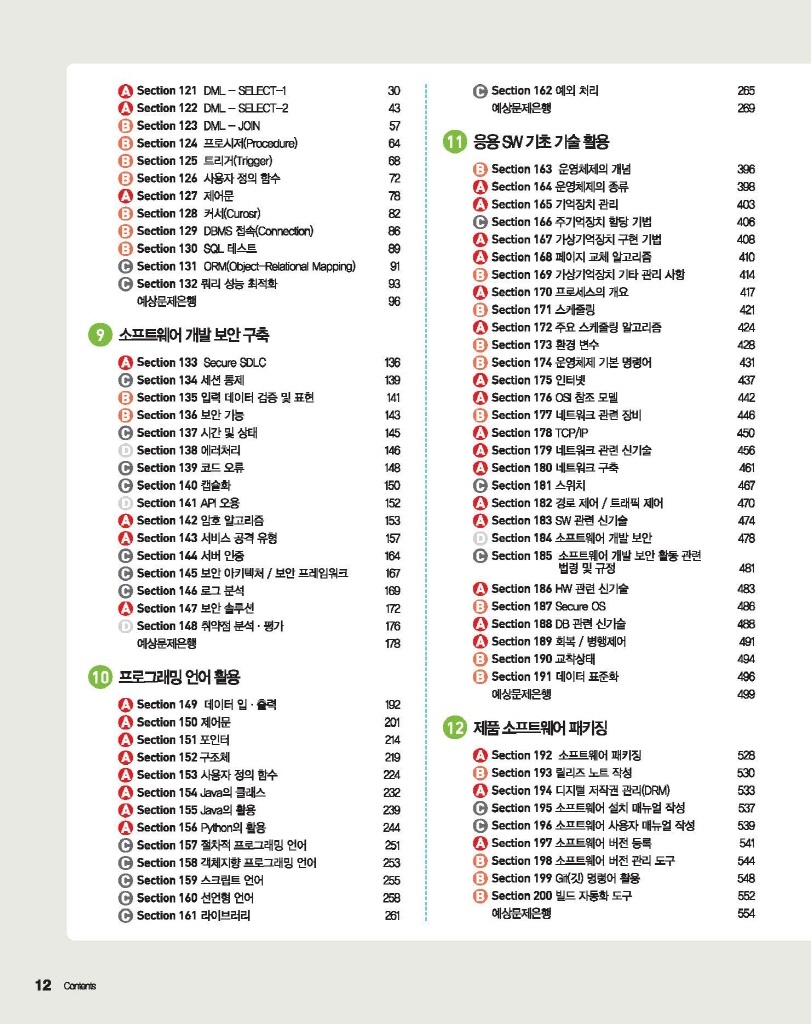 A Section 121 DML - SELECT-1 30
A Section 122 DML - SELECT-2 43
B Section 123 DML - JOIN 57
B Section 124 프로시저(Procedure) 64
B Section 125 트리거(Trigger) 68
B Section 126 사용자 정의 함수 72
A Section 127 제어문 78
B Section 128 커서(Curosr) 82
B Section 129 DBMS 접속(Connection) 86
B Section 130 SQL 테스트 89
C Section 131 ORM(Object-Relational Mapping) 91
C Section 132 쿼리 성능 최적화 93
예상문제은행 96
9 소프트웨어 개발 보안 구축
A Section 133 Secure SDLC 136
C Section 134 세션 통제 139
B Section 135 입력 데이터 검증 및 표현 141
B Section 136 보안 기능 143
C Section 137 시간 및 상태 145
D Section 138 에러처리 146
C Section 139 코드 오류 148
C Section 140 캡슐화 150
D Section 141 API 오용 152
A Section 142 암호 알고리즘 153
A Section 143 서비스 공격 유형 157
C Section 144 서버 인증 164
C Section 145 보안 아키텍처 / 보안 프레임워크 167
C Section 146 로그 분석 169
A Section 147 보안 솔루션 172
D Section 148 취약점 분석 · 평가 176
예상문제은행 178
10 프로그래밍 언어 활용
A Section 149 데이터 입 · 출력 192
A Section 150 제어문 201
A Section 151 포인터 214
A Section 152 구조체 219
A Section 153 사용자 정의 함수 224
A Section 154 Java의 클래스 232
A Section 155 Java의 활용 239
A Section 156 Python의 활용 244
C Section 157 절차적 프로그래밍 언어 251
C Section 158 객체지향 프로그래밍 언어 253
C Section 159 스크립트 언어 255
C Section 160 선언형 언어 258
C Section 161 라이브러리 261
C Section 162 예외 처리 265
예상문제은행 269
11 응용 SW 기초 기술 활용
B Section 163 운영체제의 개념 396
A Section 164 운영체제의 종류 398
A Section 165 기억장치 관리 403
C Section 166 주기억장치 할당 기법 406
A Section 167 가상기억장치 구현 기법 408
A Section 168 페이지 교체 알고리즘 410
B Section 169 가상기억장치 기타 관리 사항 414
A Section 170 프로세스의 개요 417
B Section 171 스케줄링 421
A Section 172 주요 스케줄링 알고리즘 424
B Section 173 환경 변수 428
B Section 174 운영체제 기본 명령어 431
A Section 175 인터넷 437
A Section 176 OSI 참조 모델 442
B Section 177 네트워크 관련 장비 446
A Section 178 TCP/IP 450
A Section 179 네트워크 관련 신기술 456
A Section 180 네트워크 구축 461
C Section 181 스위치 467
A Section 182 경로 제어 / 트래픽 제어 470
A Section 183 SW 관련 신기술 474
D Section 184 소프트웨어 개발 보안 478
C Section 185 소프트웨어 개발 보안 활동 관련
법령 및 규정 481
A Section 186 HW 관련 신기술 483
B Section 187 Secure OS 486
A Section 188 DB 관련 신기술 488
A Section 189 회복 / 병행제어 491
B Section 190 교착상태 494
B Section 191 데이터 표준화 496
예상문제은행 499
12 제품 소프트웨어 패키징
A Section 192 소프트웨어 패키징 528
B Section 193 릴리즈 노트 작성 530
A Section 194 디지털 저작권 관리(DRM) 533
C Section 195 소프트웨어 설치 매뉴얼 작성 537
C Section 196 소프트웨어 사용자 매뉴얼 작성 539
A Section 197 소프트웨어 버전 등록 541
B Section 198 소프트웨어 버전 관리 도구 544
B Section 199 Git(깃) 명령어 활용 548
B Section 200 빌드 자동화 도구 552
예상문제은행 554
12 Contents